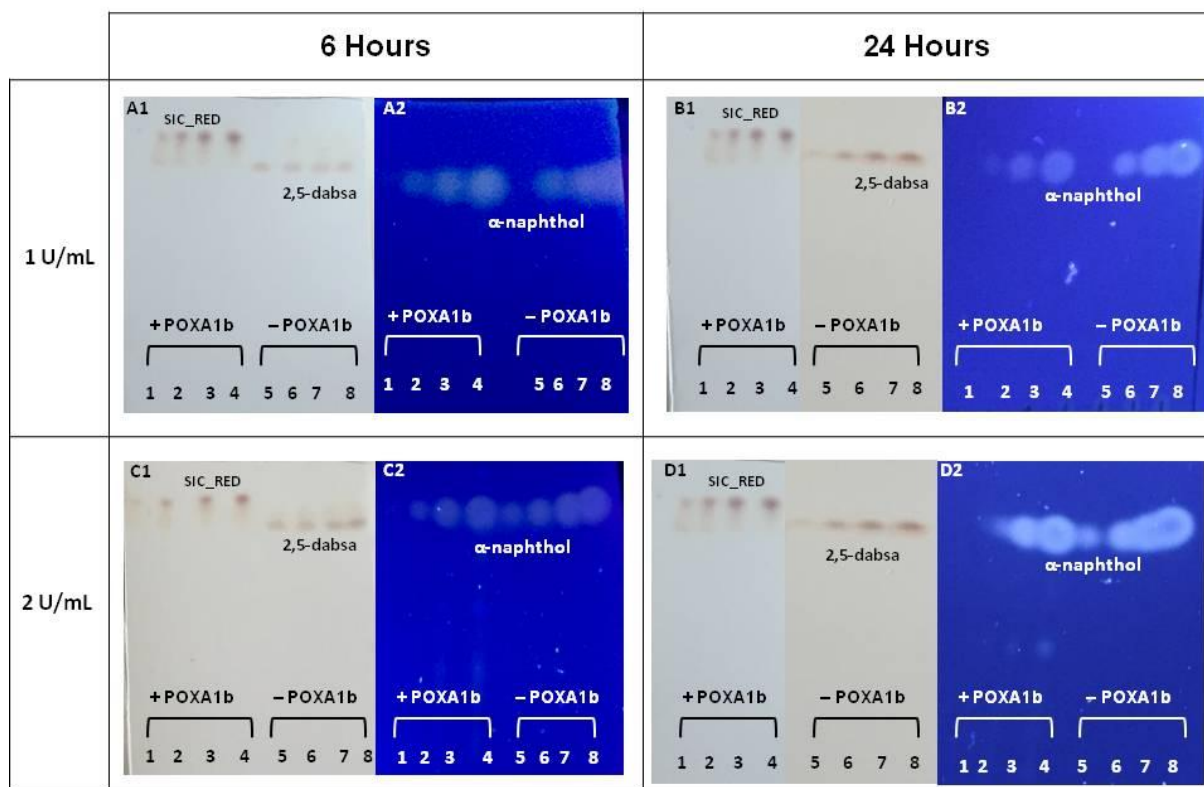 6 Hours
24 Hours
1 U/mL
A1
SIC_RED
2,5-dabsa
+ POXA1b
– POXA1b
1 2 3 4 5 6 7 8
A2
α-naphthol
+ POXA1b
– POXA1b
1 2 3 4 5 6 7 8
B1
SIC_RED
2,5-dabsa
+ POXA1b
– POXA1b
1 2 3 4 5 6 7 8
B2
α-naphthol
+ POXA1b
– POXA1b
1 2 3 4 5 6 7 8
2 U/mL
C1
SIC_RED
2,5-dabsa
+ POXA1b
– POXA1b
1 2 3 4 5 6 7 8
C2
α-naphthol
+ POXA1b
– POXA1b
1 2 3 4 5 6 7 8
D1
SIC_RED
2,5-dabsa
+ POXA1b
– POXA1b
1 2 3 4 5 6 7 8
D2
α-naphthol
+ POXA1b
– POXA1b
1 2 3 4 5 6 7 8